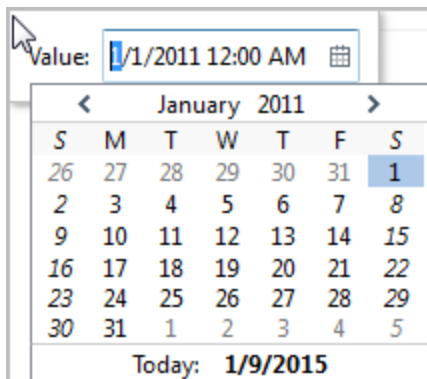 Value: 1/1/2011 12:00 AM
January 2011
S M T W T F S
26 27 28 29 30 31 1
2 3 4 5 6 7 8
9 10 11 12 13 14 15
16 17 18 19 20 21 22
23 24 25 26 27 28 29
30 31 1 2 3 4 5
Today: 1/9/2015